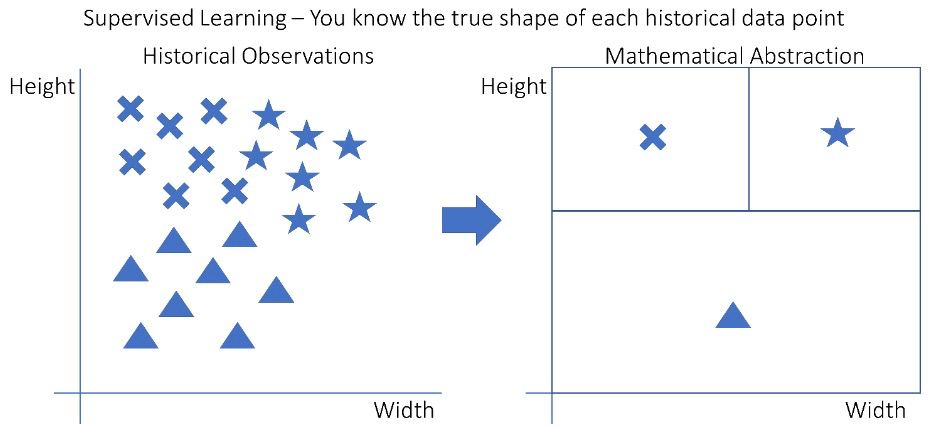 Supervised Learning – You know the true shape of each historical data point
Historical Observations
Height
Width
Mathematical Abstraction
Height
Width